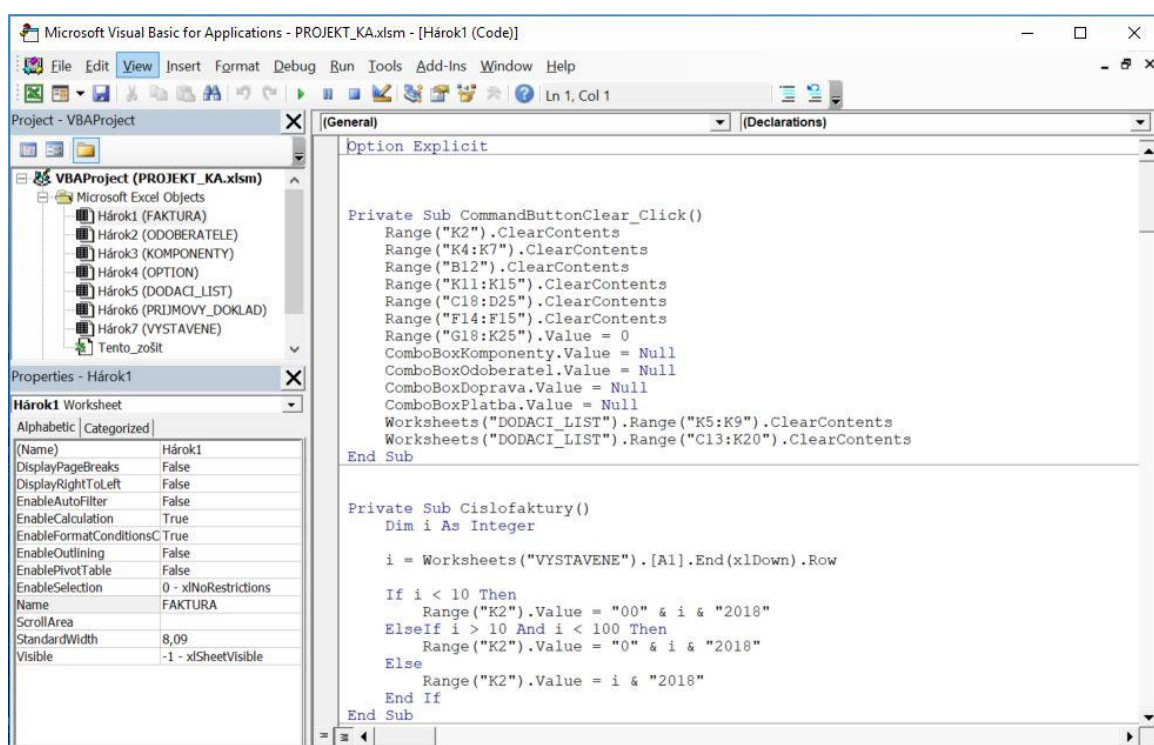 Microsoft Visual Basic for Applications - PROJEKT_KA.xlsm - [Hárok1 (Code)]
File Edit View Insert Format Debug Run Tools Add-Ins Window Help
Ln 1, Col 1
Project - VBAProject
VBAProject (PROJEKT_KA.xlsm)
Microsoft Excel Objects
Hárok1 (FAKTURA)
Hárok2 (ODOBERATELE)
Hárok3 (KOMPONENTY)
Hárok4 (OPTION)
Hárok5 (DODACI_LIST)
Hárok6 (PRIJMOVY_DOKLAD)
Hárok7 (VYSTAVENE)
Tento_zošit
Properties - Hárok1
Hárok1 Worksheet
Alphabetic Categorized
(Name) Hárok1
DisplayPageBreaks False
DisplayRightToLeft False
EnableAutoFilter False
EnableCalculation True
EnableFormatConditionsC True
EnableOutlining False
EnablePivotTable False
EnableSelection 0 - xlNoRestrictions
Name FAKTURA
ScrollArea
StandardWidth 8,09
Visible -1 - xlSheetVisible
(General) (Declarations)
Option Explicit
Private Sub CommandButtonClear_Click()
Range("K2").ClearContents
Range("K4:K7").ClearContents
Range("B12").ClearContents
Range("K11:K15").ClearContents
Range("C18:D25").ClearContents
Range("F14:F15").ClearContents
Range("G18:K25").Value = 0
ComboBoxKomponenty.Value = Null
ComboBoxOdoberatel.Value = Null
ComboBoxDoprava.Value = Null
ComboBoxPlatba.Value = Null
Worksheets("DODACI_LIST").Range("K5:K9").ClearContents
Worksheets("DODACI_LIST").Range("C13:K20").ClearContents
End Sub
Private Sub Cislofaktury()
Dim i As Integer
i = Worksheets("VYSTAVENE").[A1].End(xlDown).Row
If i < 10 Then
Range("K2").Value = "00" & i & "2018"
ElseIf i > 10 And i < 100 Then
Range("K2").Value = "0" & i & "2018"
Else
Range("K2").Value = i & "2018"
End If
End Sub